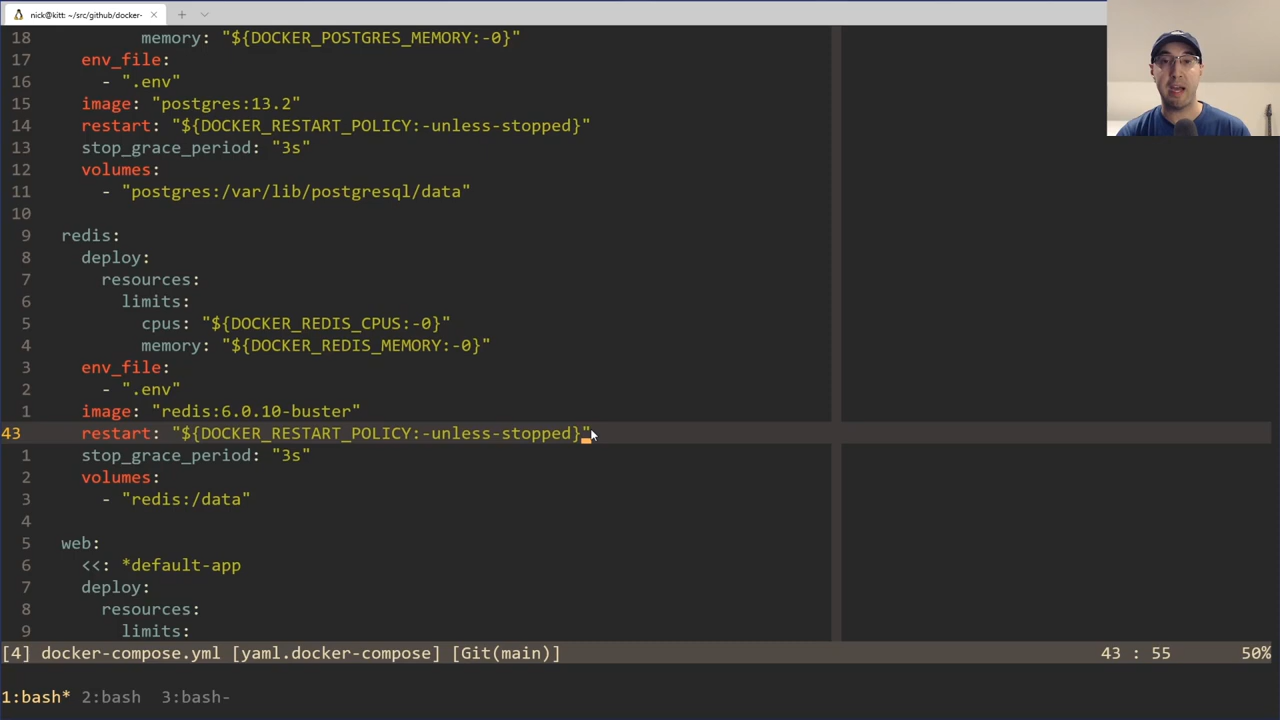 nick@kitt: ~/src/github/docker-
18 memory: "${DOCKER_POSTGRES_MEMORY:-0}"
17 env_file:
16 - ".env"
15 image: "postgres:13.2"
14 restart: "${DOCKER_RESTART_POLICY:-unless-stopped}"
13 stop_grace_period: "3s"
12 volumes:
11 - "postgres:/var/lib/postgresql/data"
10
9 redis:
8 deploy:
7 resources:
6 limits:
5 cpus: "${DOCKER_REDIS_CPUS:-0}"
4 memory: "${DOCKER_REDIS_MEMORY:-0}"
3 env_file:
2 - ".env"
1 image: "redis:6.0.10-buster"
43 restart: "${DOCKER_RESTART_POLICY:-unless-stopped}"
1 stop_grace_period: "3s"
2 volumes:
3 - "redis:/data"
4
5 web:
6 <<: *default-app
7 deploy:
8 resources:
9 limits:
[4] docker-compose.yml [yaml.docker-compose] [Git(main)] 43 : 55 50%
1:bash* 2:bash 3:bash-